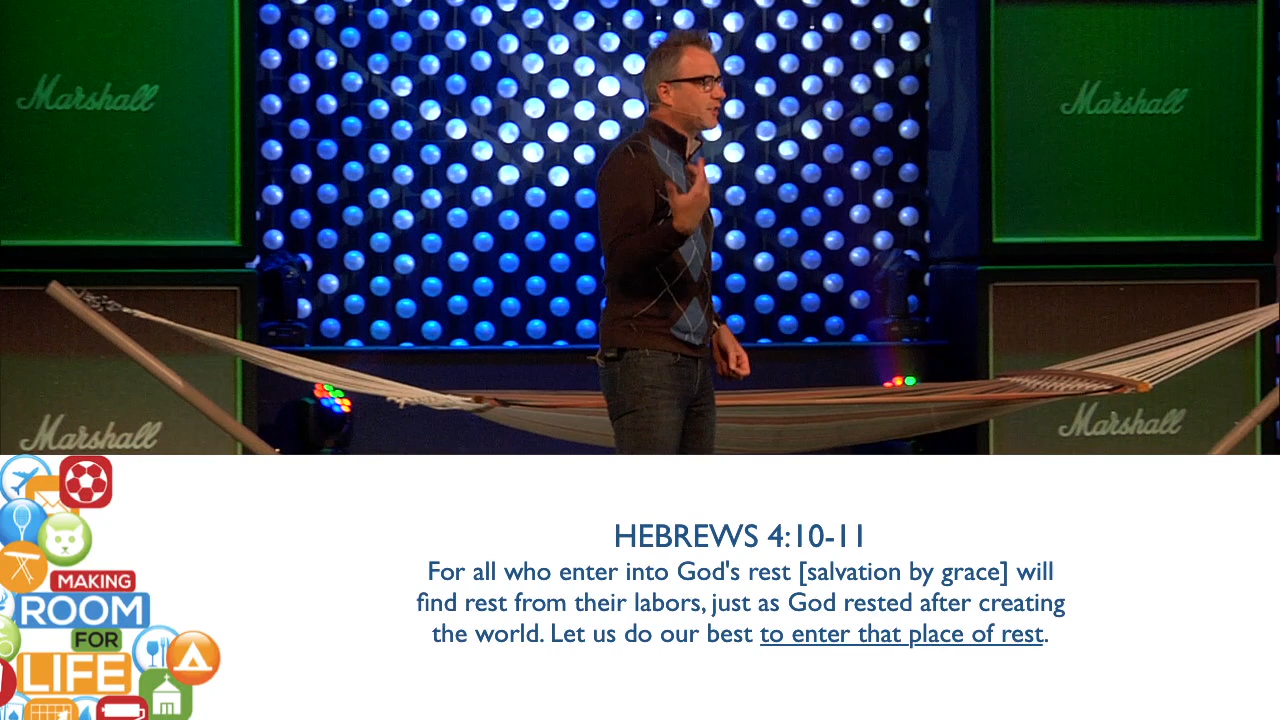 Marshall
Marshall
Marshall
Marshall
HEBREWS 4:10-11
For all who enter into God's rest [salvation by grace] will
find rest from their labors, just as God rested after creating
the world. Let us do our best to enter that place of rest.
MAKING
ROOM
FOR
LIFE